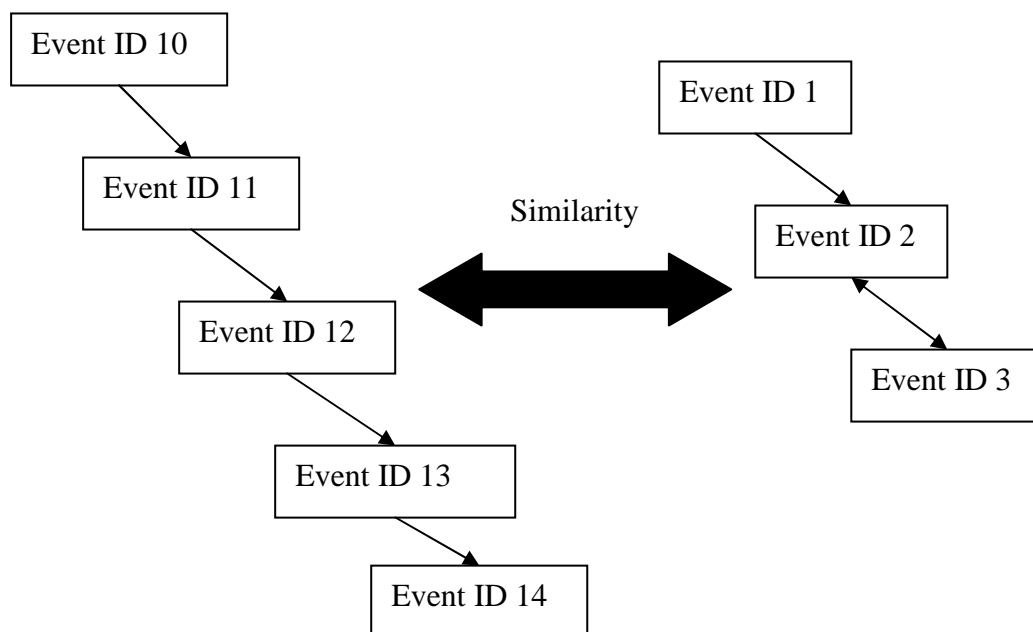 Event ID 10
Event ID 11
Event ID 12
Event ID 13
Event ID 14
Similarity
Event ID 1
Event ID 2
Event ID 3